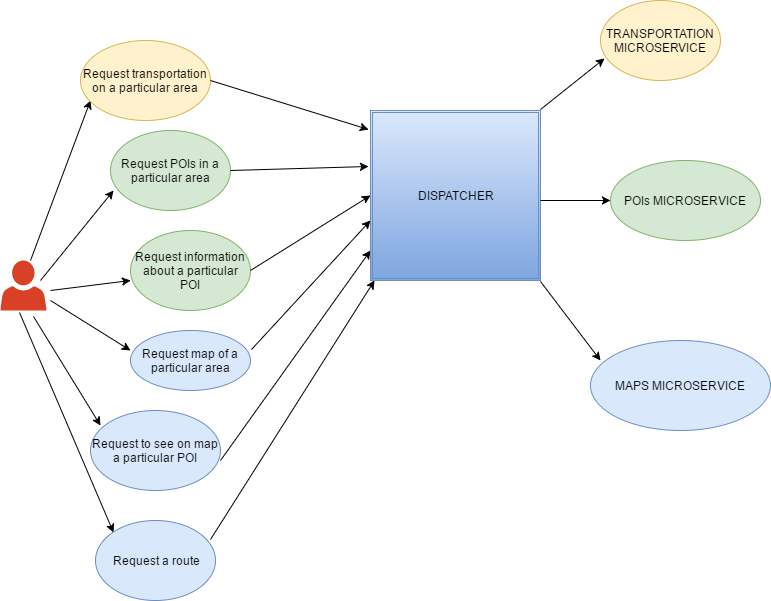 Request transportation
on a particular area
Request POIs in a
particular area
Request information
about a particular
POI
Request map of a
particular area
Request to see on map
a particular POI
Request a route
DISPATCHER
TRANSPORTATION
MICROSERVICE
POIs MICROSERVICE
MAPS MICROSERVICE